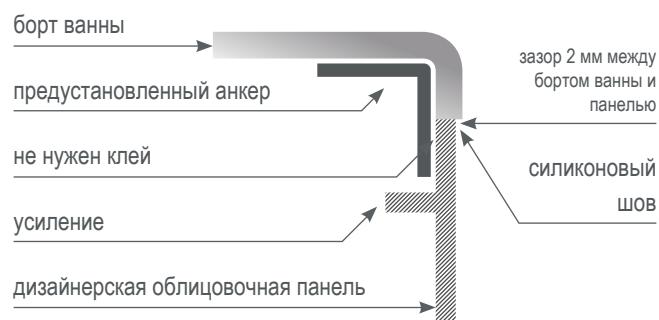 борт ванны
предустановленный анкер
не нужен клей
усиление
дизайнерская облицовочная панель
зазор 2 мм между
бортом ванны и
панелью
силиконовый
шов